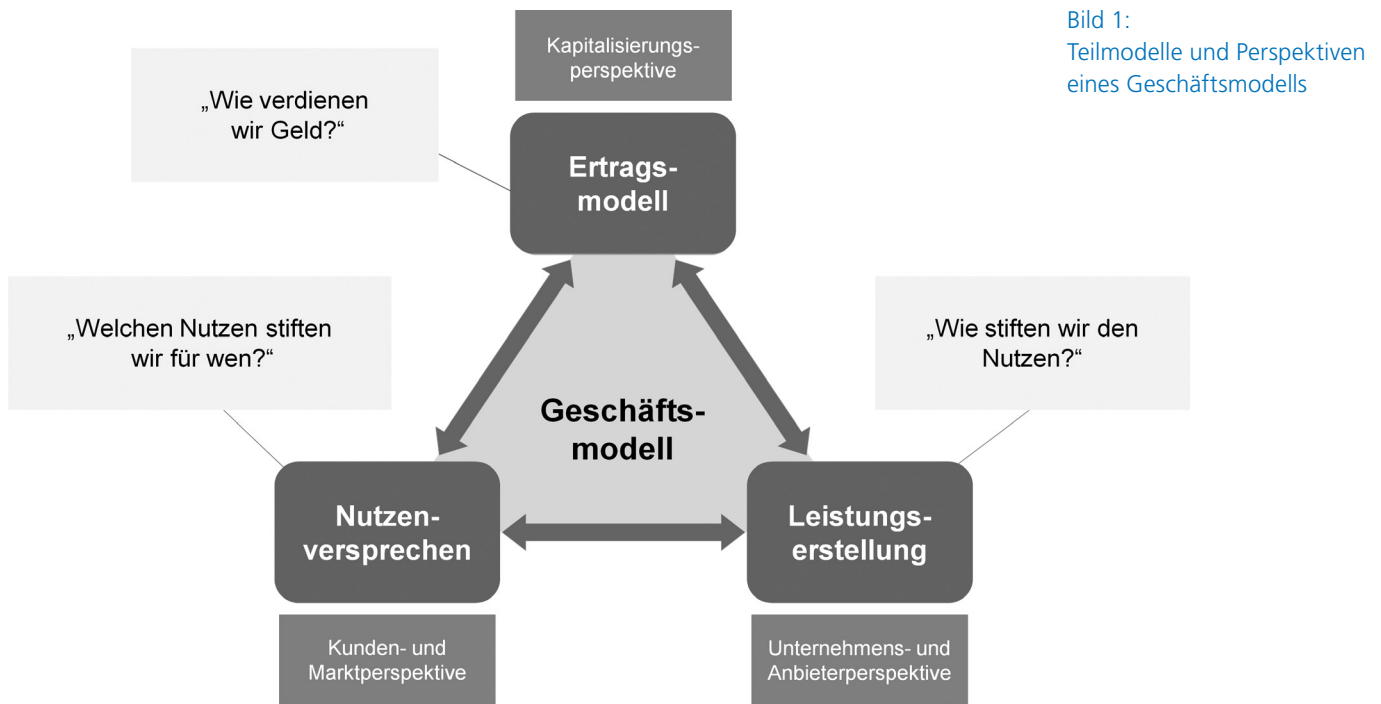 Bild 1:
Teilmodelle und Perspektiven
eines Geschäftsmodells
Kapitalisierungs-
perspektive
„Wie verdienen
wir Geld?“
Ertrags-
modell
„Welchen Nutzen stiften
wir für wen?“
„Wie stiften wir den
Nutzen?“
Geschäfts-
modell
Nutzen-
versprechen
Leistungs-
erstellung
Kunden- und
Marktperspektive
Unternehmens- und
Anbieterperspektive